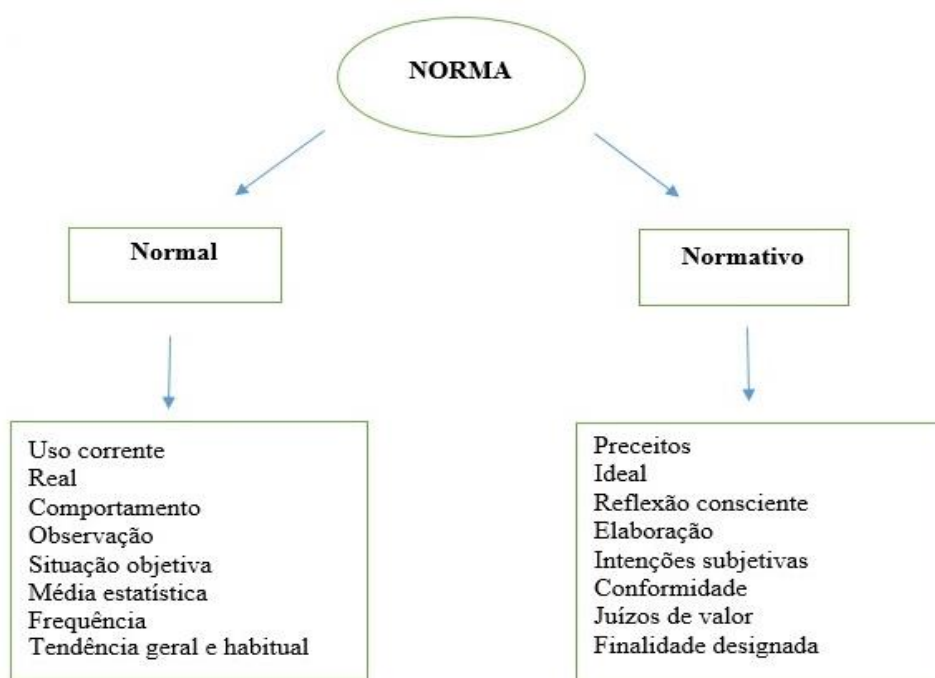 NORMA
Normal
Normativo
Uso corrente
Real
Comportamento
Observação
Situação objetiva
Média estatística
Frequência
Tendência geral e habitual
Preceitos
Ideal
Reflexão consciente
Elaboração
Intenções subjetivas
Conformidade
Juízos de valor
Finalidade designada